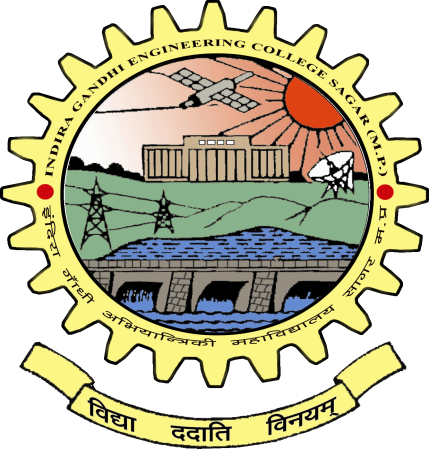 INDIRA GANDHI ENGINEERING COLLEGE SAGAR (M.P.)
इंदिरा गाँधी अभियान्त्रिकी महाविद्यालय सागर म.प्र
विद्या ददाति विनयम्